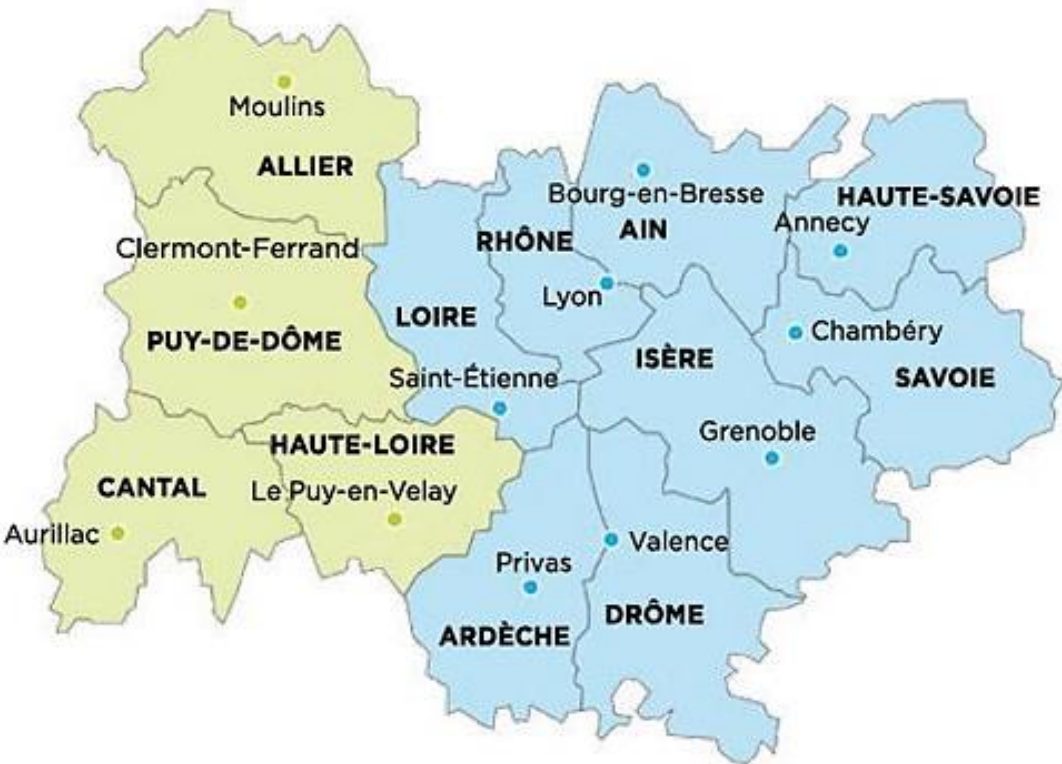 Moulins
ALLIER
Bourg-en-Bresse
HAUTE-SAVOIE
Annecy
RHÔNE
AIN
Clermont-Ferrand
Lyon
LOIRE
PUY-DE-DÔME
Chambéry
ISÈRE
SAVOIE
Saint-Étienne
Grenoble
HAUTE-LOIRE
CANTAL
Le Puy-en-Velay
Aurillac
Valence
Privas
DRÔME
ARDÈCHE